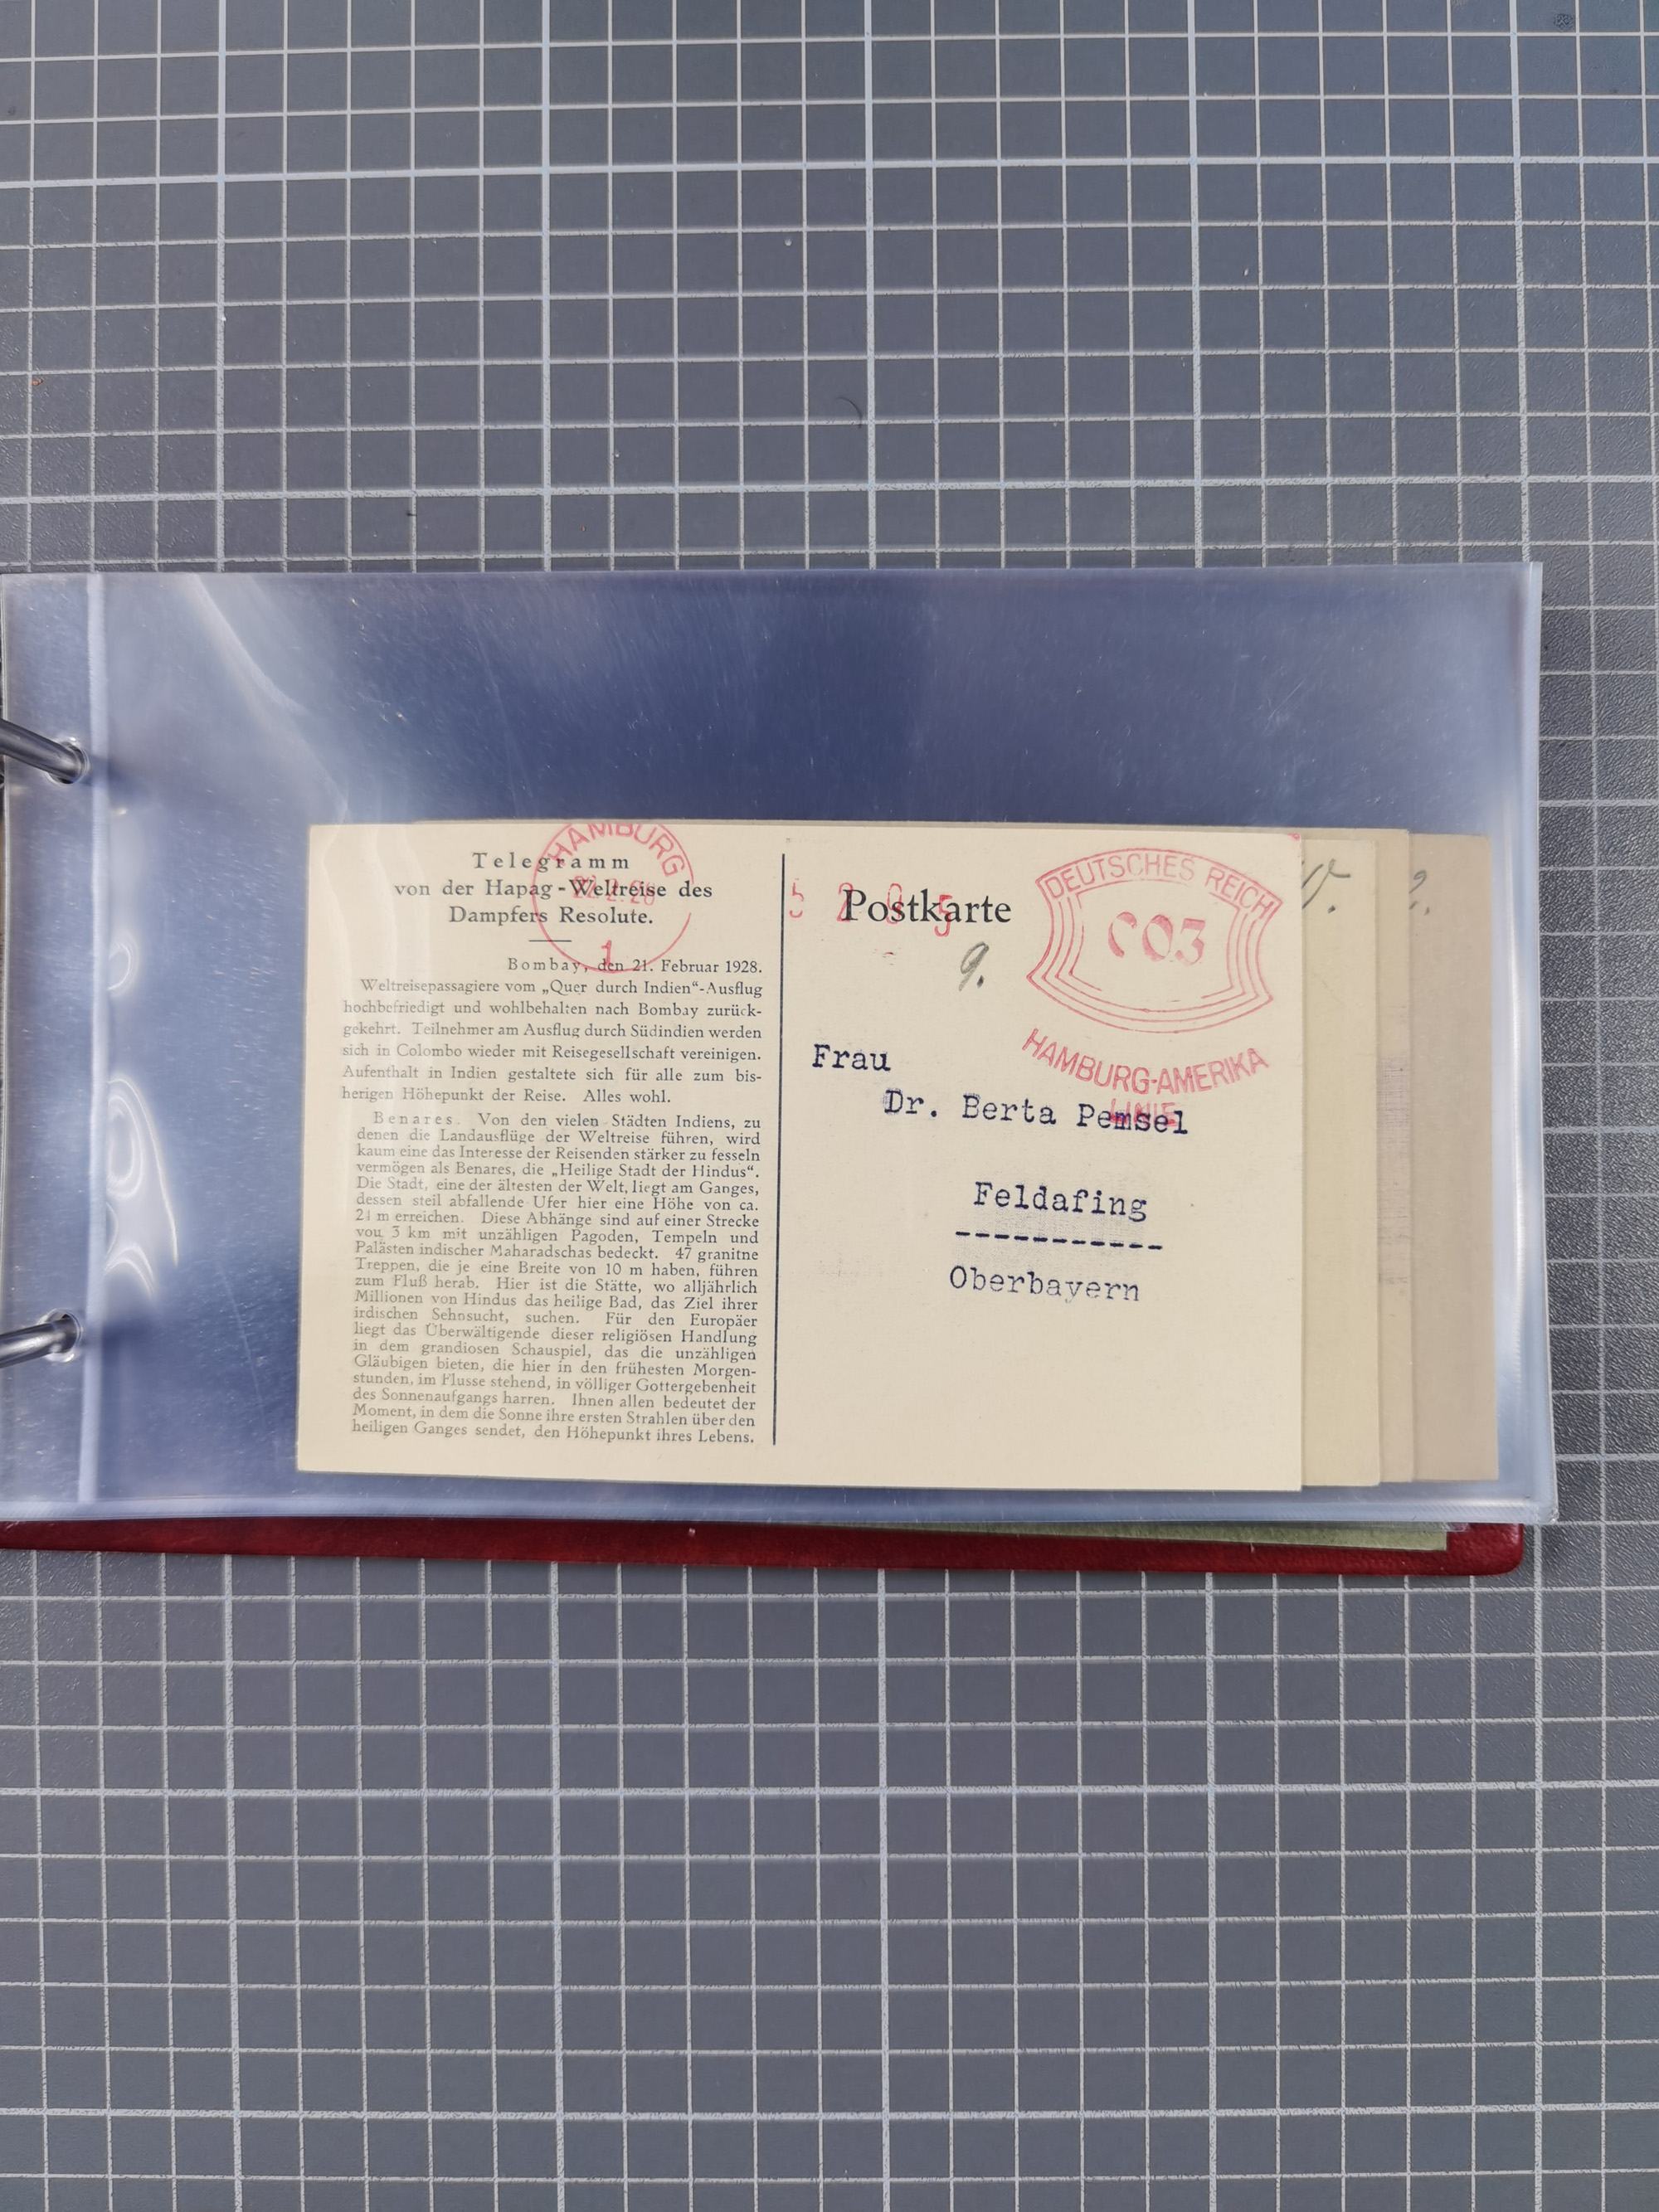 Telegramm
von der Hapag-Weltreise des
Dampfers Resolute.
HAMBURG
1
Bombay, den 21. Februar 1928.
Weltreisepassagiere vom „Quer durch Indien“-Ausflug
hochbefriedigt und wohlbehalten nach Bombay zurück-
gekehrt. Teilnehmer am Ausflug durch Südindien werden
sich in Colombo wieder mit Reisegesellschaft vereinigen.
Aufenthalt in Indien gestaltete sich für alle zum bis-
herigen Höhepunkt der Reise. Alles wohl.
Benares. Von den vielen Städten Indiens, zu
denen die Landausflüge der Weltreise führen, wird
kaum eine das Interesse der Reisenden stärker zu fesseln
vermögen als Benares, die „Heilige Stadt der Hindus“.
Die Stadt, eine der ältesten der Welt, liegt am Ganges,
dessen steil abfallende Ufer hier eine Höhe von ca.
m erreichen. Diese Abhänge sind auf einer Strecke
von 3 km mit unzähligen Pagoden, Tempeln und
Palästen indischer Maharadschas bedeckt. 47 granitne
Treppen, die je eine Breite von 10 m haben, führen
zum Fluß herab. Hier ist die Stätte, wo alljährlich
Millionen von Hindus das heilige Bad, das Ziel ihrer
irdischen Sehnsucht, suchen. Für den Europäer
liegt das Überwältigende dieser religiösen Handlung
in dem grandiosen Schauspiel, das die unzähligen
Gläubigen bieten, die hier in den frühesten Morgen-
stunden, im Flusse stehend, in völliger Gottergebenheit
des Sonnenaufgangs harren. Ihnen allen bedeutet der
Moment, in dem die Sonne ihre ersten Strahlen über den
heiligen Ganges sendet, den Höhepunkt ihres Lebens.
Postkarte
9.
DEUTSCHES REICH
003
HAMBURG-AMERIKA
LINIE
Frau
Dr. Berta Pemsel
Feldafing
Oberbayern
2.